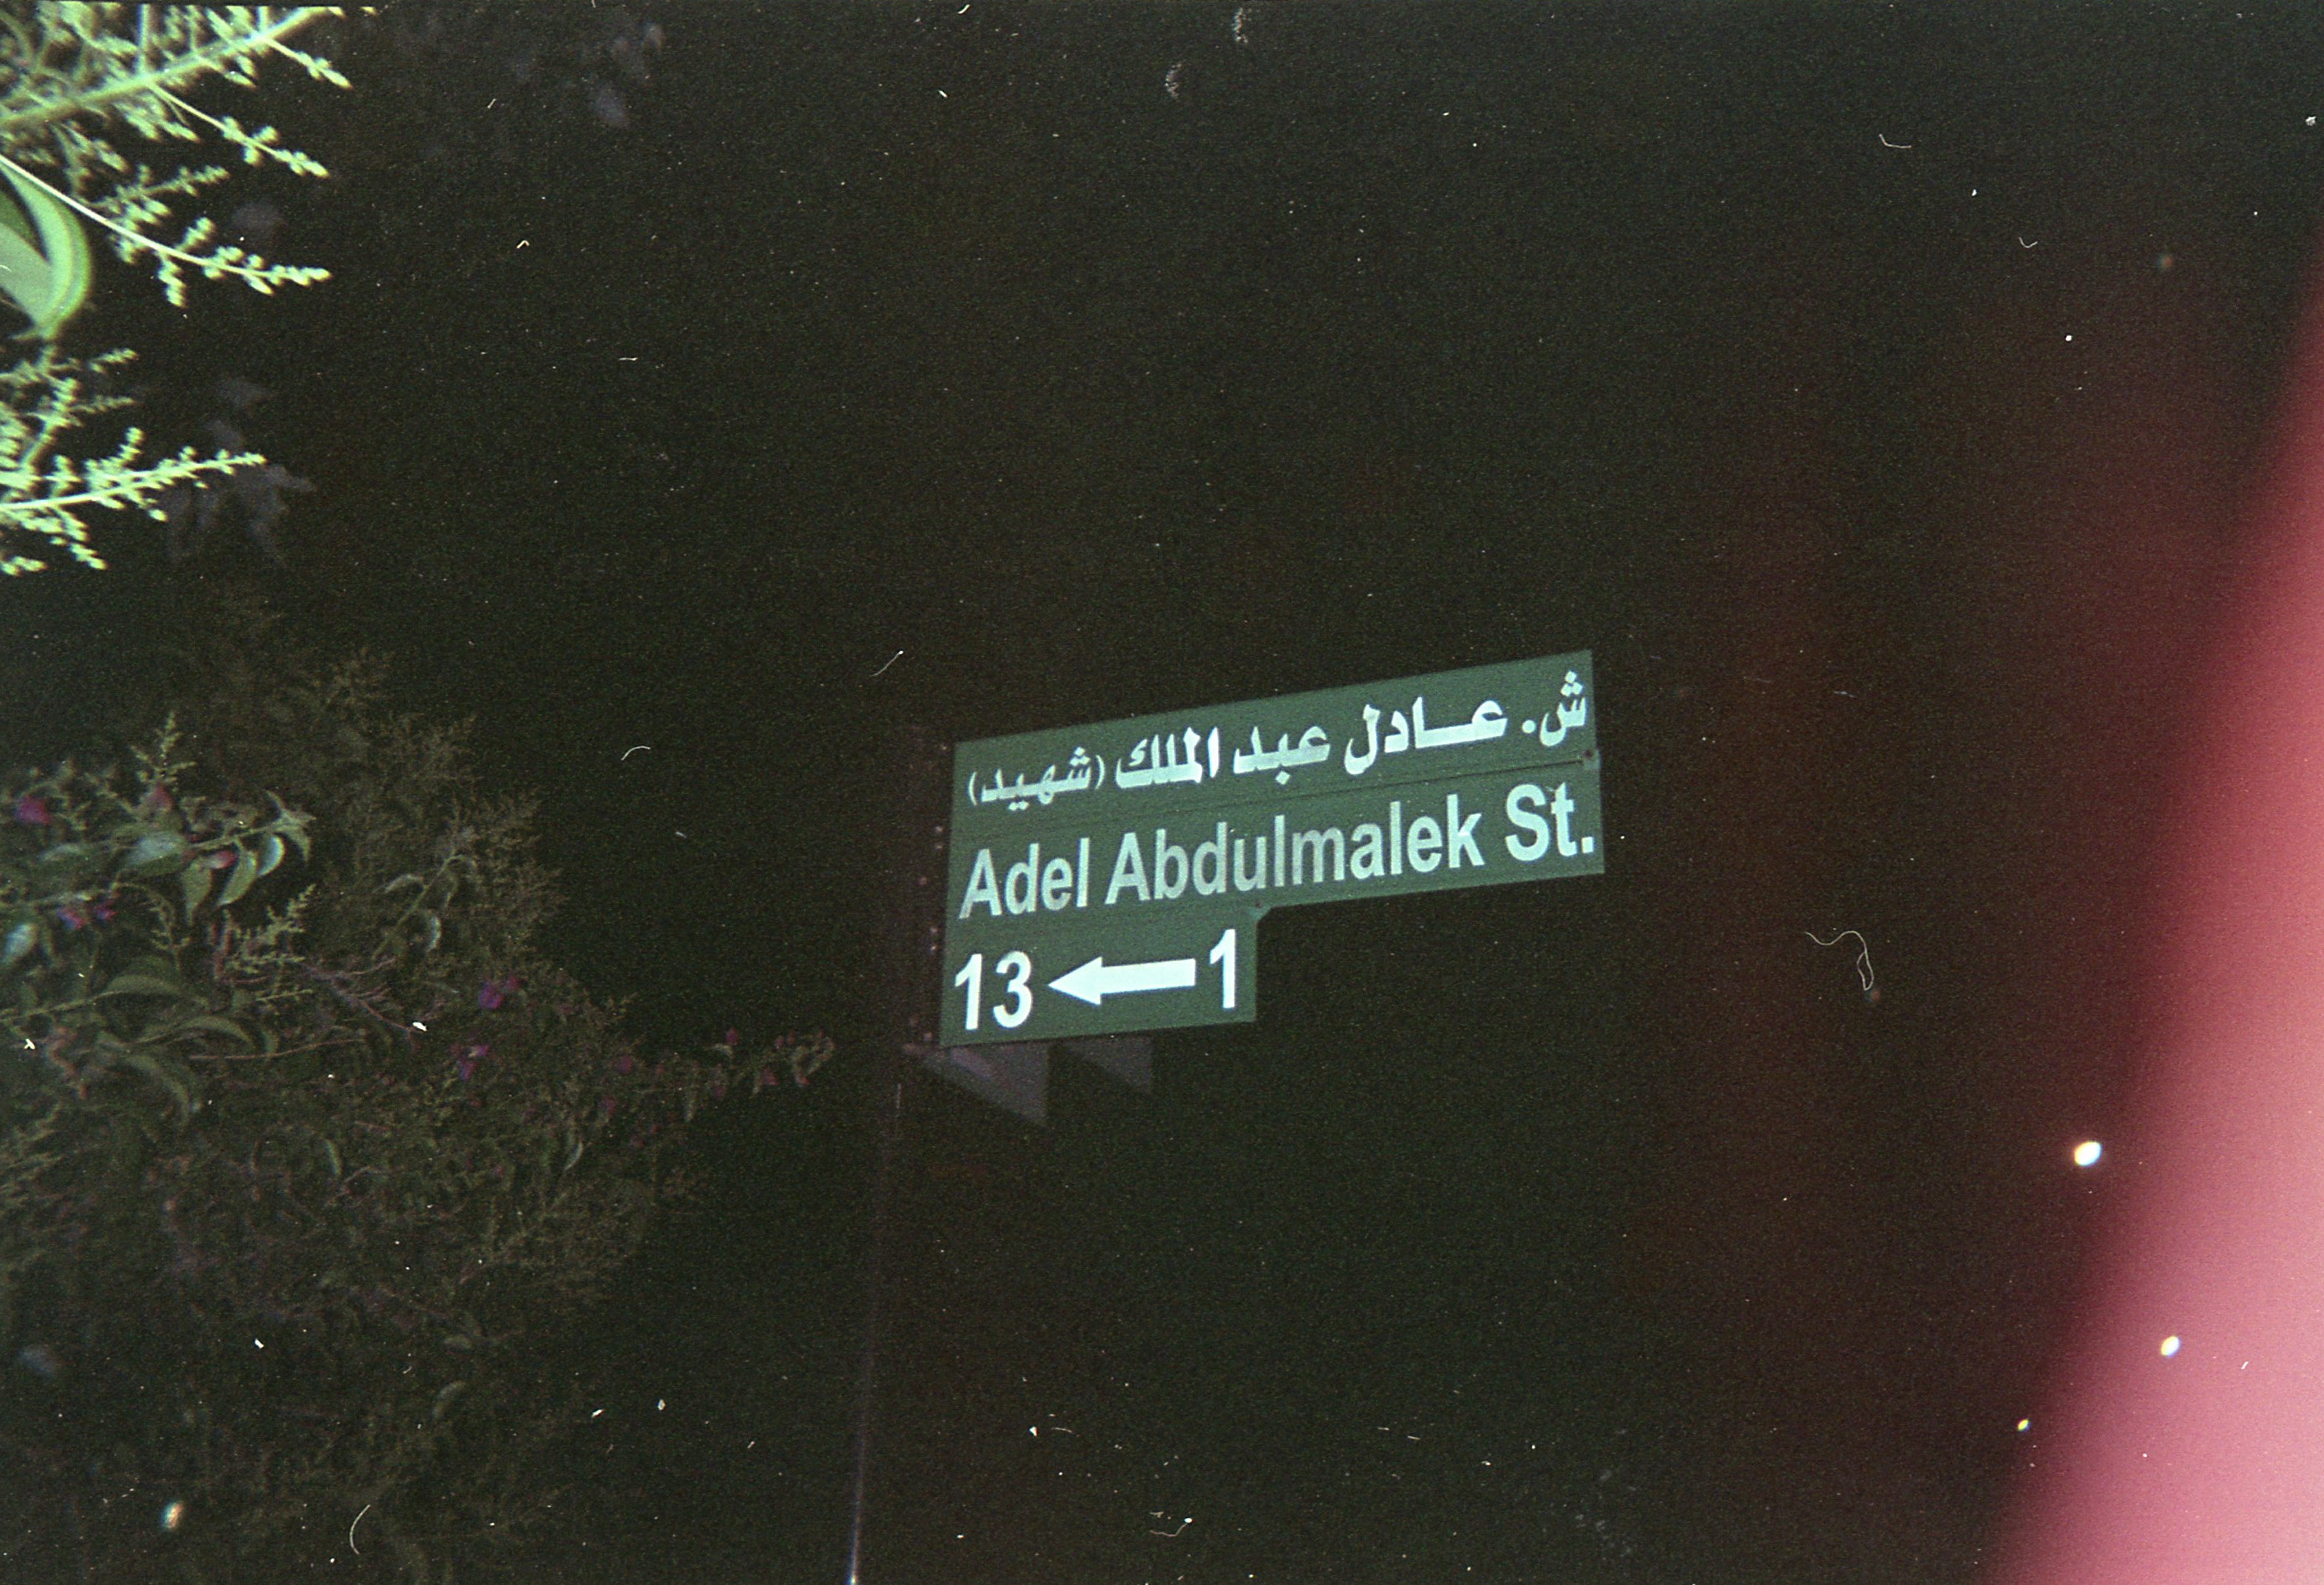 ش. عادل عبد الملك (شهيد)
Adel Abdulmalek St.
13 ← 1